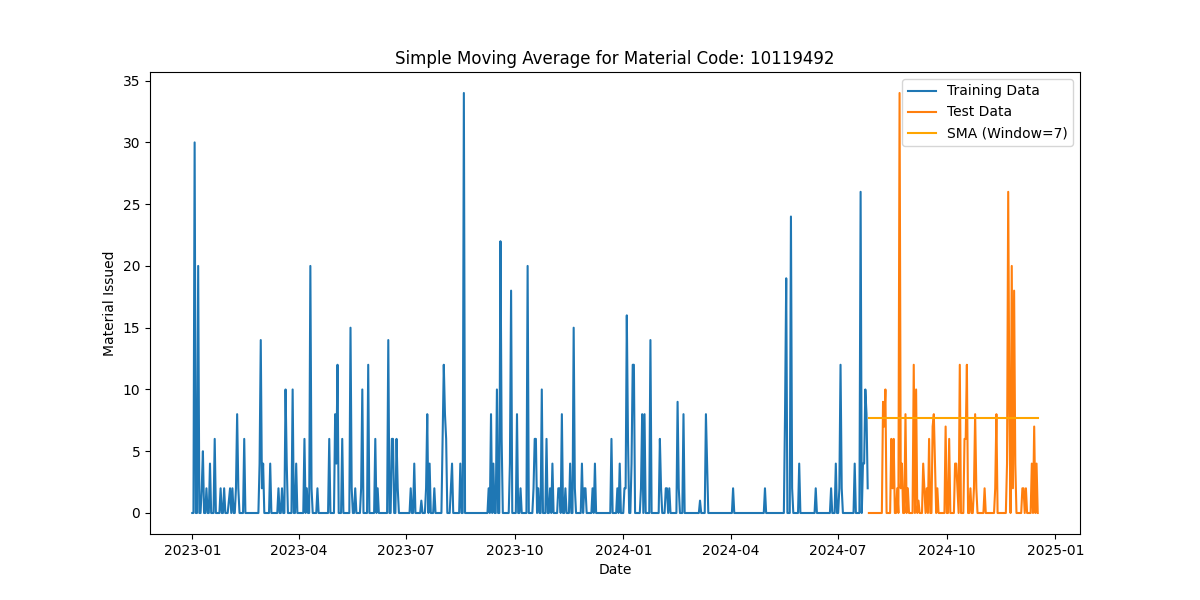 Simple Moving Average for Material Code: 10119492
Training Data
Test Data
SMA (Window=7)
Material Issued
35
30
25
20
15
10
5
0
2023-01
2023-04
2023-07
2023-10
2024-01
2024-04
2024-07
2024-10
2025-01
Date